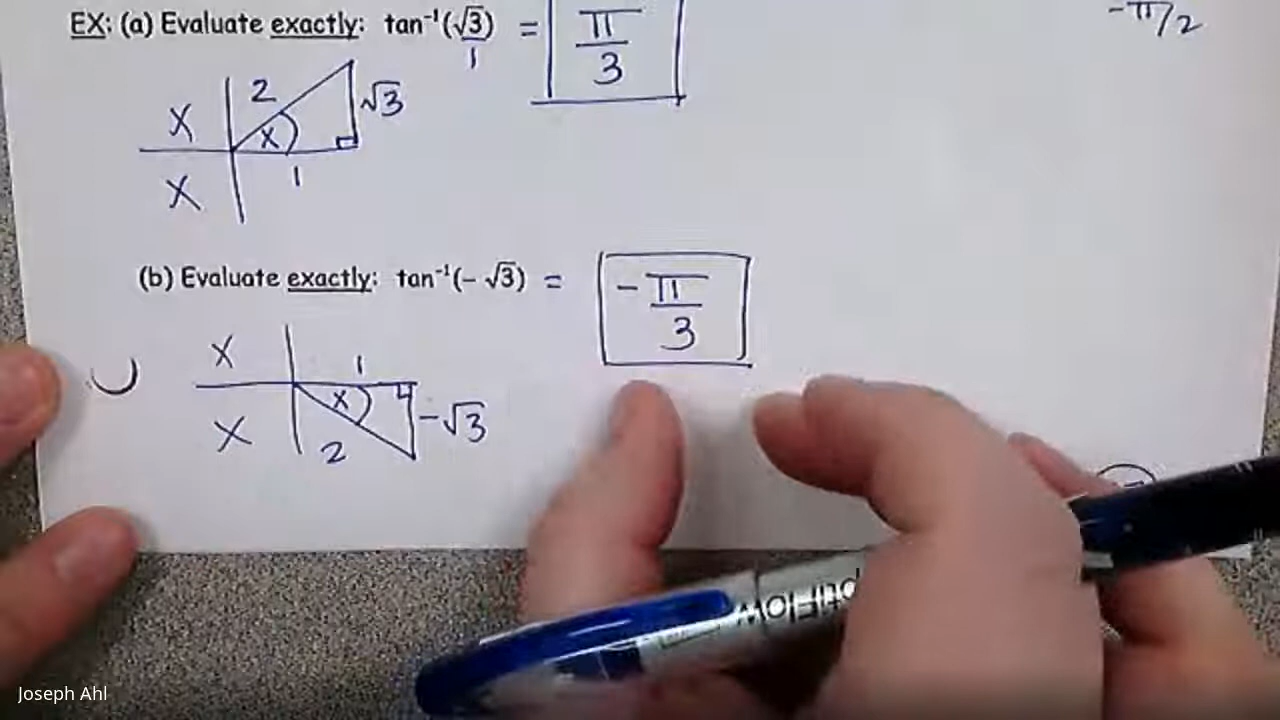 EX: (a) Evaluate exactly: tan⁻¹(√3) = π/3
1
-π/2
X 2 √3
x
X 1
(b) Evaluate exactly: tan⁻¹(- √3) = -π/3
X 1
x -√3
X 2
Joseph Ahl